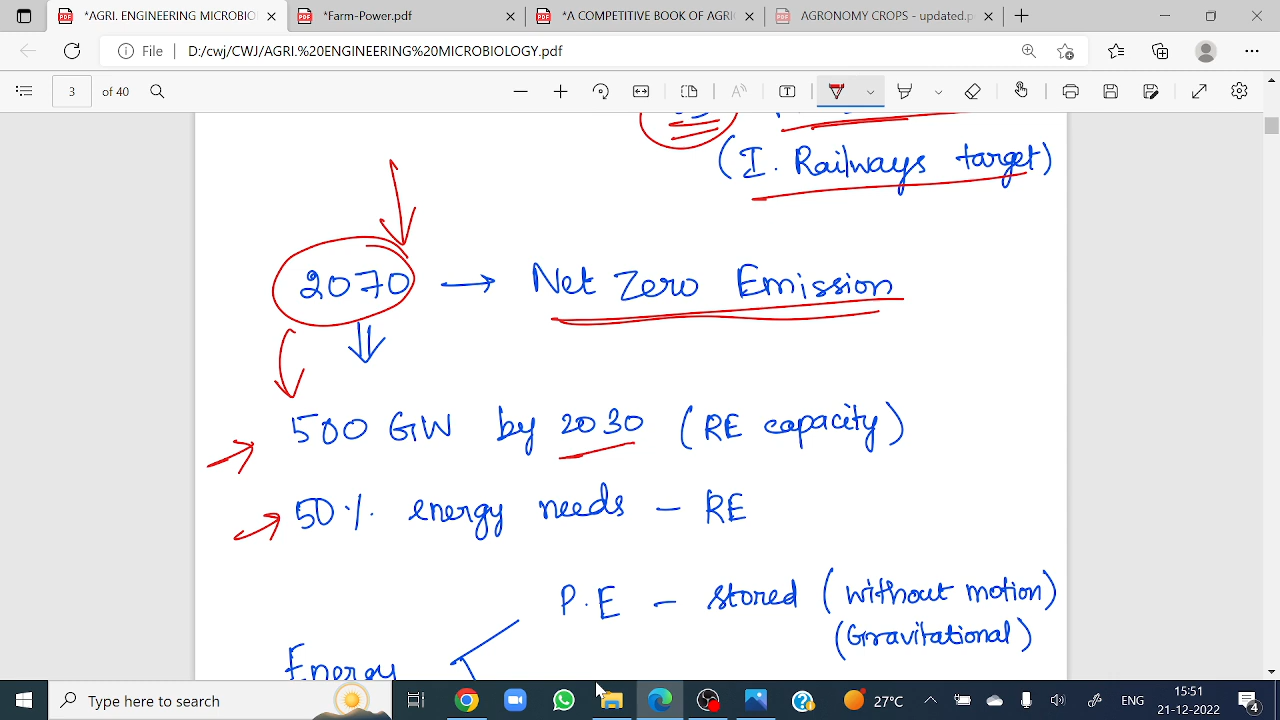 *AGRI. ENGINEERING MICROBIO
*Farm-Power.pdf
*A COMPETITIVE BOOK OF AGRI
AGRONOMY CROPS - updated.p
File D:/cwj/CWJ/AGRI.%20ENGINEERING%20MICROBIOLOGY.pdf
3 of 40
(I. Railways target)
2070 → Net Zero Emission
500 GW by 2030 (RE capacity)
50% energy needs - RE
P.E - stored (without motion)
(Gravitational)
Energy
Type here to search
27°C
ENG
15:51
21-12-2022
4